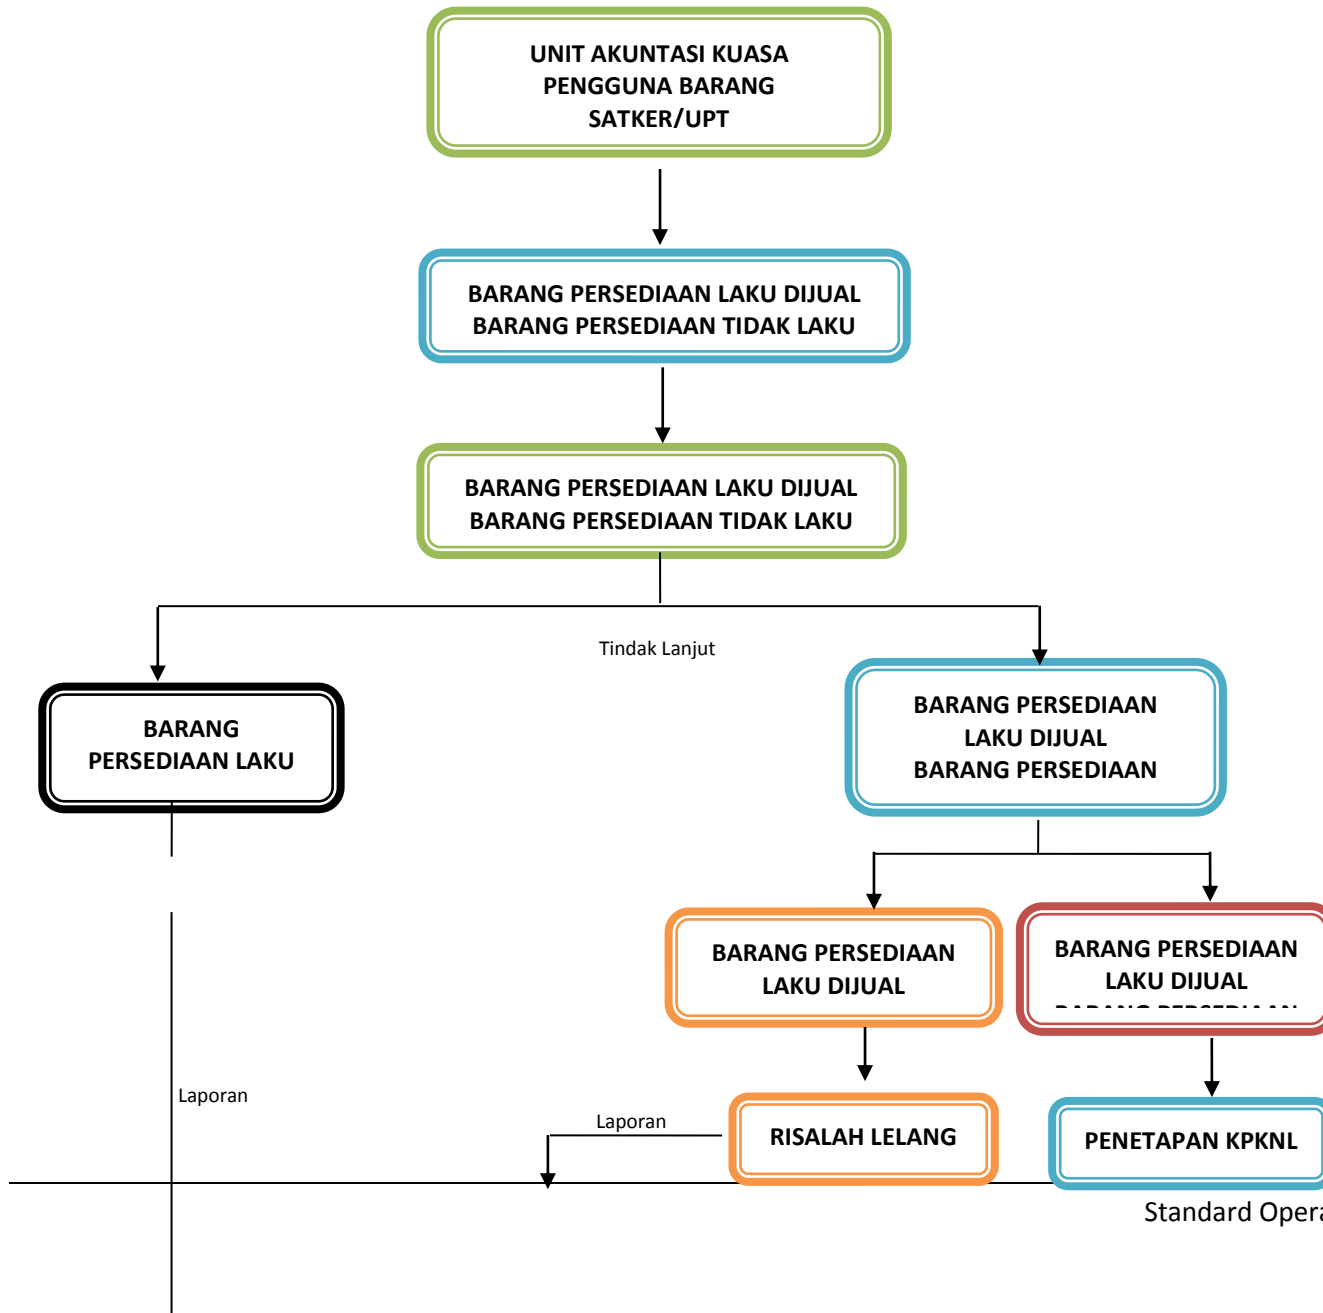 UNIT AKUNTASI KUASA
PENGGUNA BARANG
SATKER/UPT
BARANG PERSEDIAAN LAKU DIJUAL
BARANG PERSEDIAAN TIDAK LAKU
BARANG PERSEDIAAN LAKU DIJUAL
BARANG PERSEDIAAN TIDAK LAKU
Tindak Lanjut
BARANG
PERSEDIAAN LAKU
BARANG PERSEDIAAN
LAKU DIJUAL
BARANG PERSEDIAAN
BARANG PERSEDIAAN
LAKU DIJUAL
BARANG PERSEDIAAN
LAKU DIJUAL
BARANG PERSEDIAAN
Laporan
Laporan
RISALAH LELANG
PENETAPAN KPKNL
Standard Opera